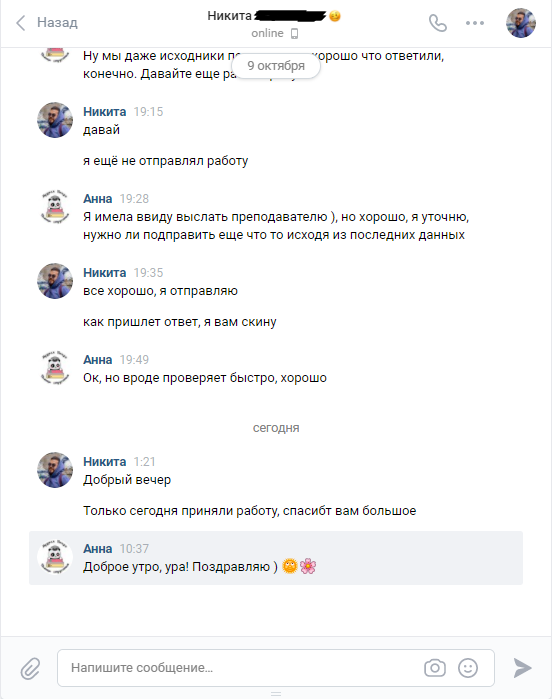 Назад
Никита
online
Ну мы даже исходники хорошо что ответили,
9 октября
конечно. Давайте еще
Никита 19:15
давай
я ещё не отправлял работу
Анна 19:28
Я имела ввиду выслать преподавателю ), но хорошо, я уточню,
нужно ли подправить еще что то исходя из последних данных
Никита 19:35
все хорошо, я отправляю
как пришлет ответ, я вам скину
Анна 19:49
Ок, но вроде проверяет быстро, хорошо
сегодня
Никита 1:21
Добрый вечер
Только сегодня приняли работу, спасибт вам большое
Анна 10:37
Доброе утро, ура! Поздравляю )
Напишите сообщение...